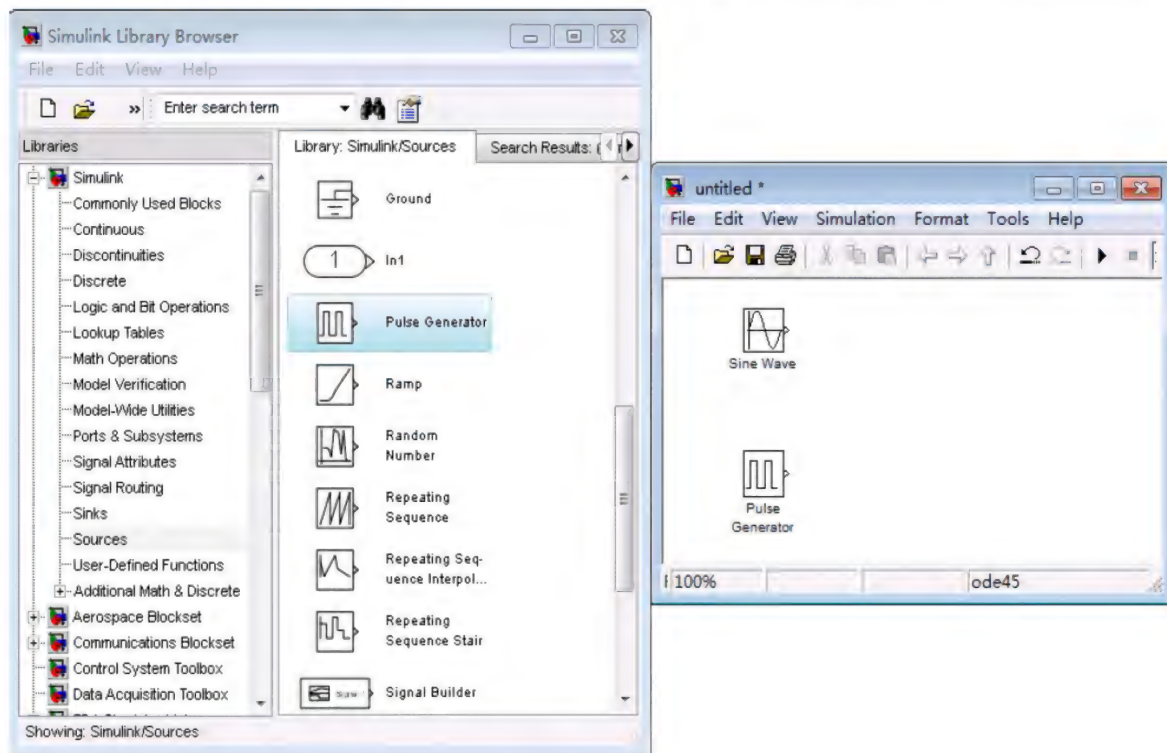 Simulink Library Browser
File Edit View Help
» Enter search term
Libraries
Simulink
Commonly Used Blocks
Continuous
Discontinuities
Discrete
Logic and Bit Operations
Lookup Tables
Math Operations
Model Verification
Model-Wide Utilities
Ports & Subsystems
Signal Attributes
Signal Routing
Sinks
Sources
User-Defined Functions
Additional Math & Discrete
Aerospace Blockset
Communications Blockset
Control System Toolbox
Data Acquisition Toolbox
Library: Simulink/Sources Search Results:
Ground
1 In1
Pulse Generator
Ramp
Random
Number
Repeating
Sequence
Repeating Seq-
uence Interpol...
Repeating
Sequence Stair
Signal Builder
Showing: Simulink/Sources
untitled *
File Edit View Simulation Format Tools Help
Sine Wave
Pulse
Generator
100% ode45